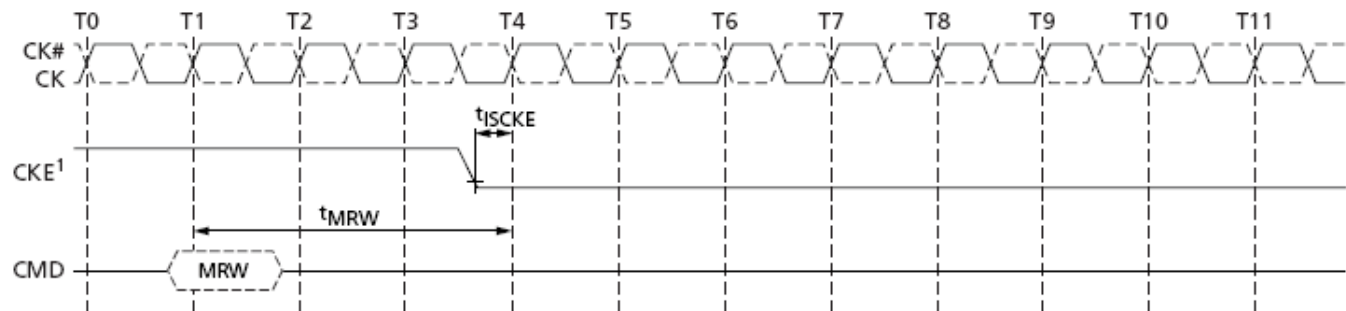 T0 T1 T2 T3 T4 T5 T6 T7 T8 T9 T10 T11
CK#
CK
tISCKE
CKE1
tMRW
CMD MRW